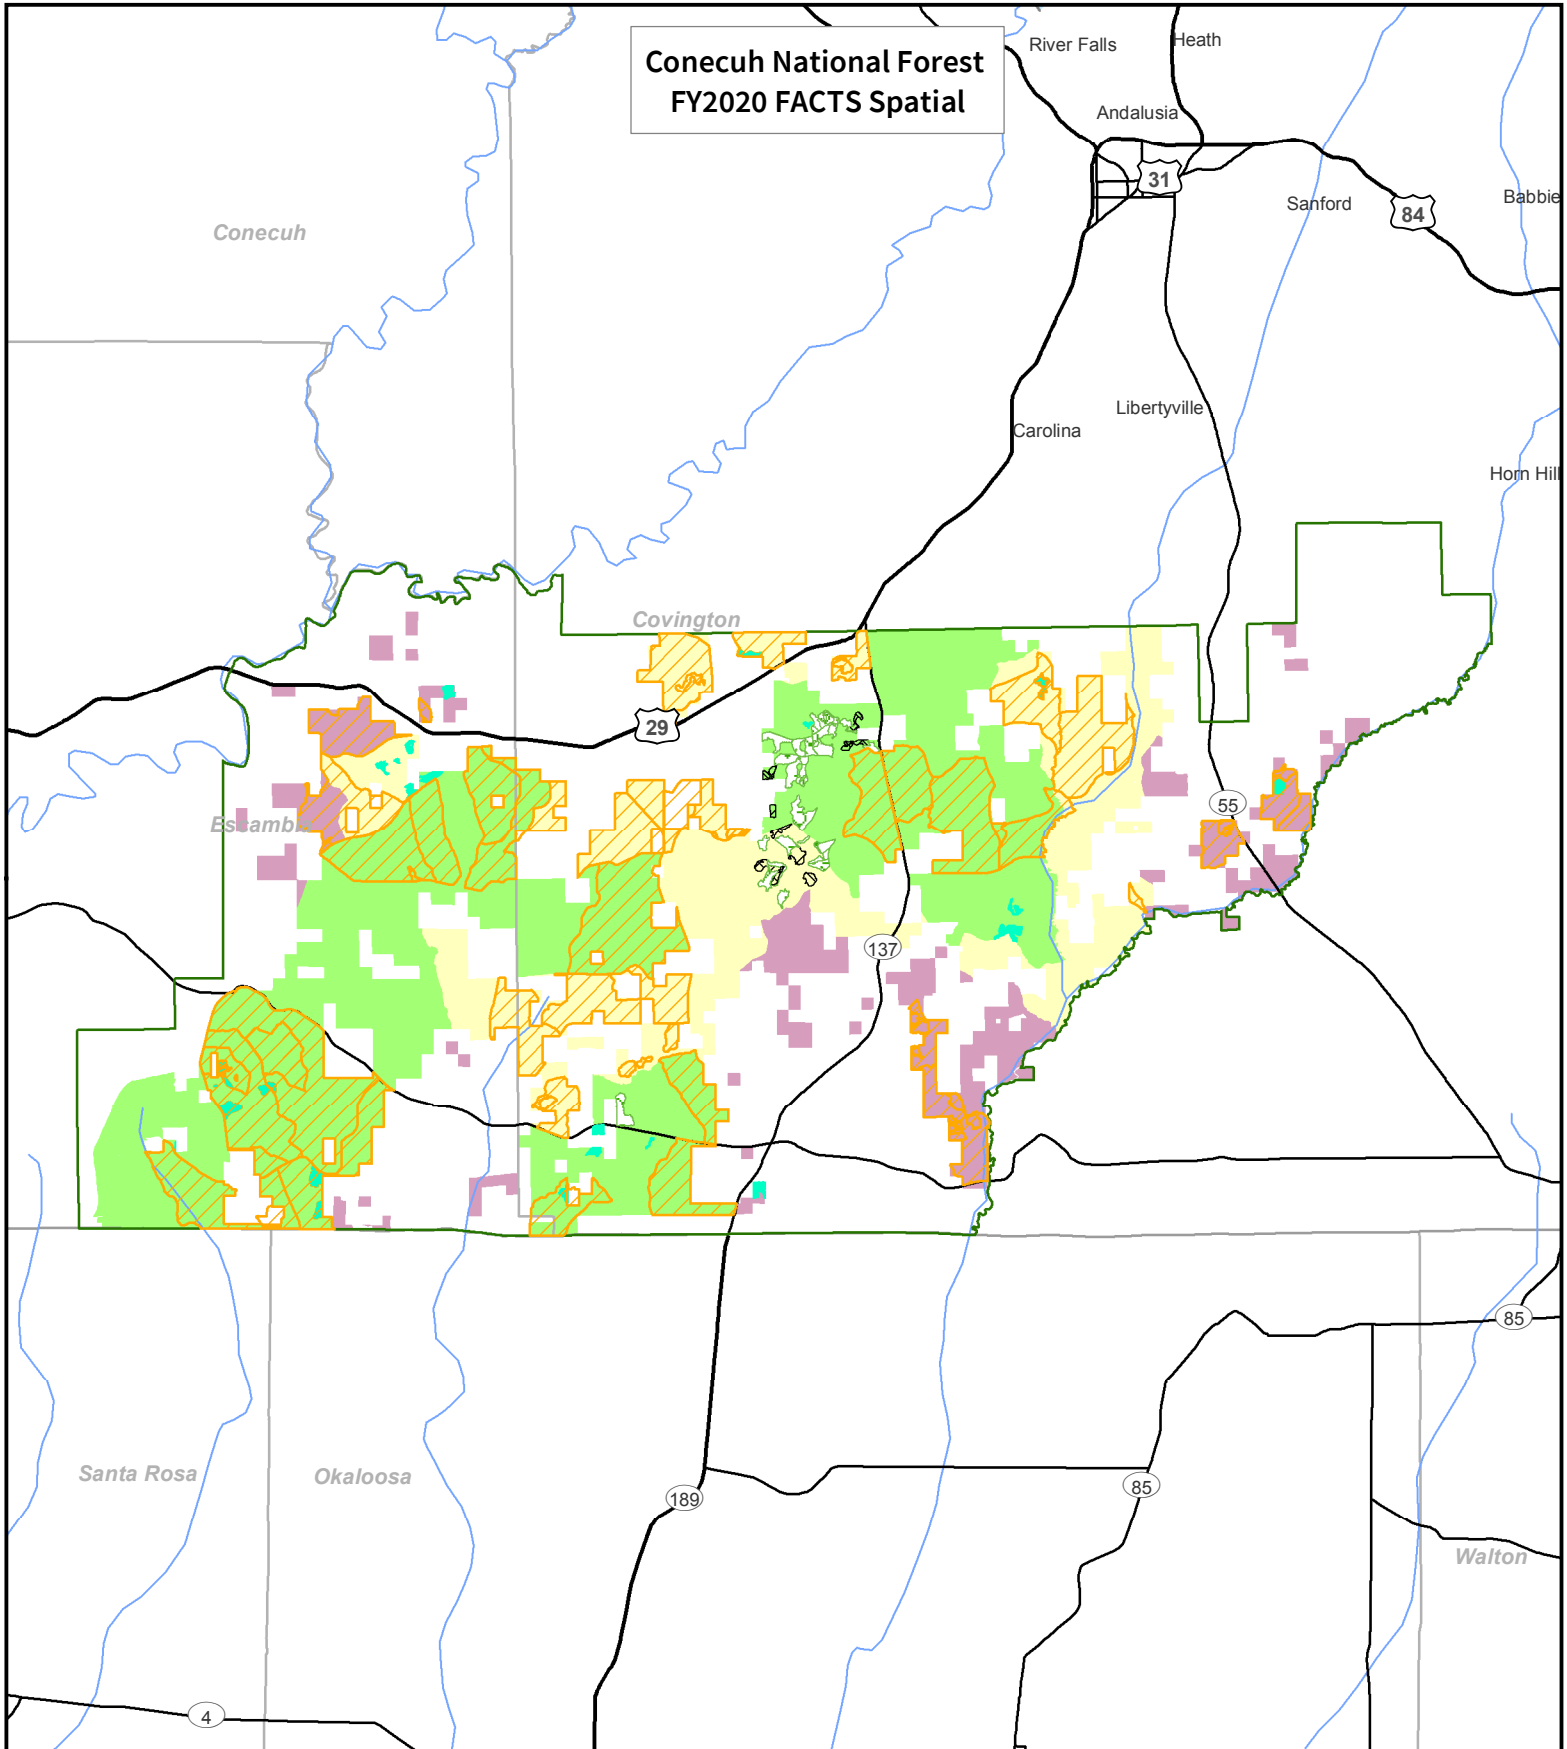 Conecuh National Forest
FY2020 FACTS Spatial
River Falls
Heath
Andalusia
31
Sanford
84
Babbie
Conecuh
Libertyville
Carolina
Horn Hill
Covington
29
55
Escambia
137
85
Santa Rosa
Okaloosa
189
85
Walton
4